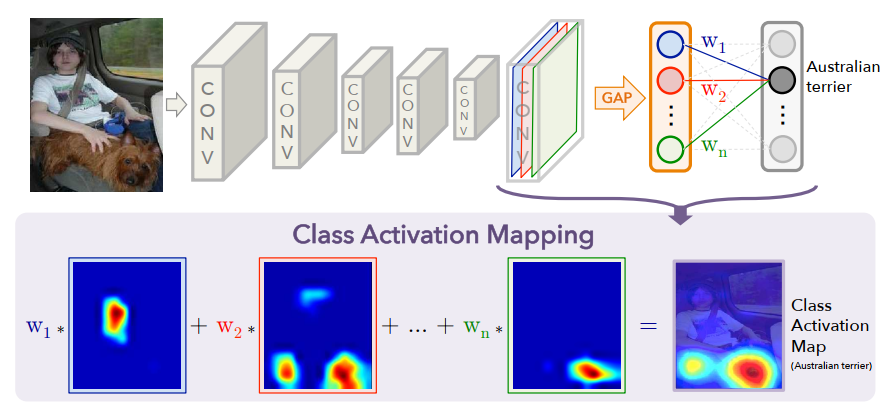 CONV
CONV
CONV
CONV
CONV
CONV
GAP
w1
w2
⋮
wn
⋮
Australian
terrier
Class Activation Mapping
w1 * + w2 * + ... + wn * =
Class
Activation
Map
(Australian terrier)